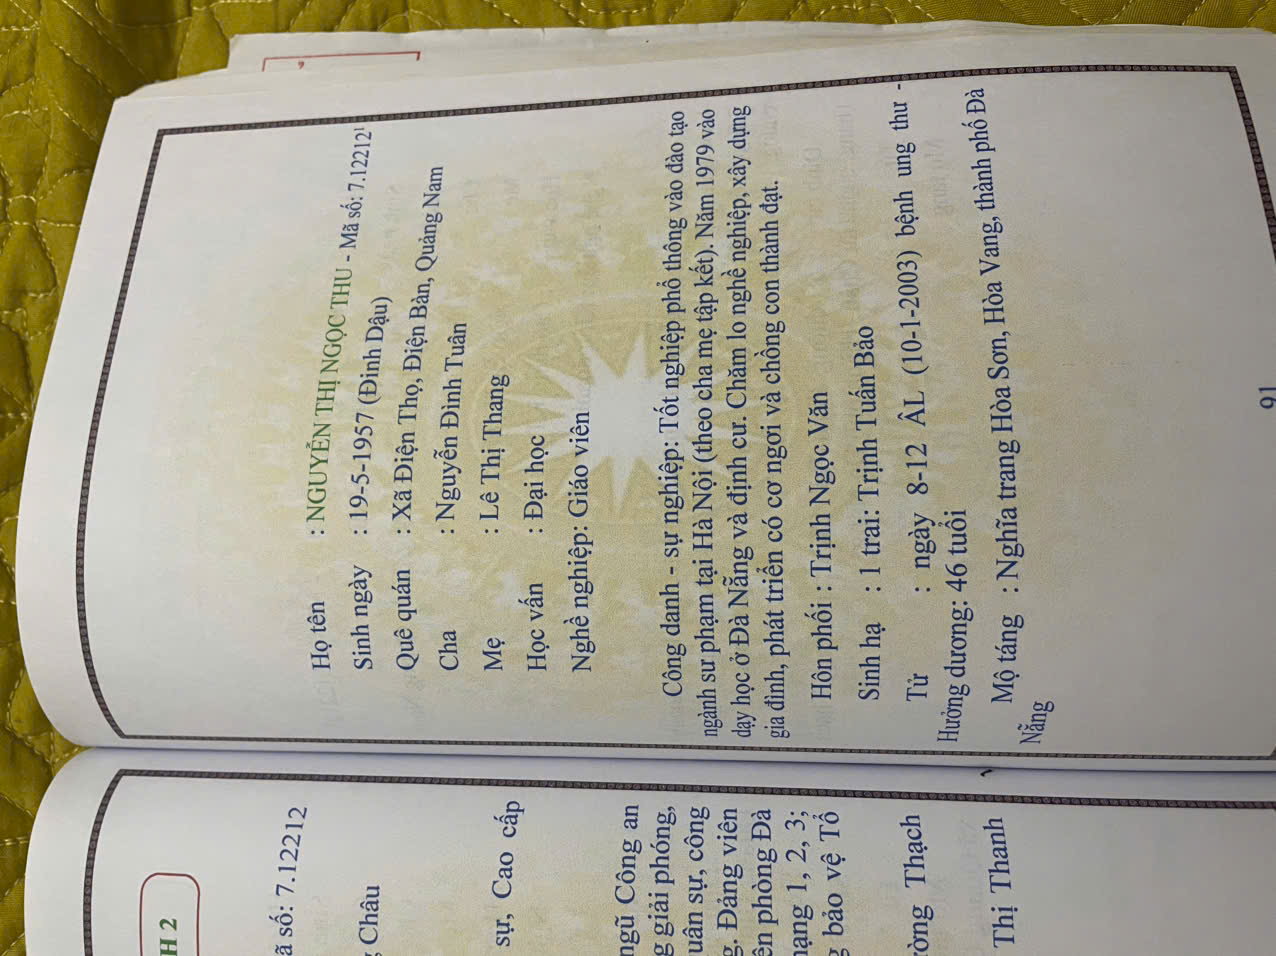 H 2
ã số: 7.12212
Châu
sự, Cao cấp
ngũ Công an
g giải phóng,
uân sự, công
g. Đảng viên
ên phòng Đà
ạng 1, 2, 3;
g bảo vệ Tổ
ròng Thạch
Thị Thanh
Họ tên : NGUYỄN THỊ NGỌC THU - Mã số: 7.12212¹
Sinh ngày : 19-5-1957 (Đinh Dậu)
Quê quán : Xã Điện Thọ, Điện Bàn, Quảng Nam
Cha : Nguyễn Đình Tuân
Mẹ : Lê Thị Thang
Học vấn : Đại học
Nghề nghiệp: Giáo viên
Công danh - sự nghiệp: Tốt nghiệp phổ thông vào đào tạo
ngành sư phạm tại Hà Nội (theo cha mẹ tập kết). Năm 1979 vào
dạy học ở Đà Nẵng và định cư. Chăm lo nghề nghiệp, xây dựng
gia đình, phát triển có cơ ngơi và chồng con thành đạt.
Hôn phối : Trịnh Ngọc Văn
Sinh hạ : 1 trai: Trịnh Tuấn Bảo
Tử : ngày 8-12 ÂL (10-1-2003) bệnh ung thư -
Hưởng dương: 46 tuổi
Mộ táng : Nghĩa trang Hòa Sơn, Hòa Vang, thành phố Đà
Nẵng
91